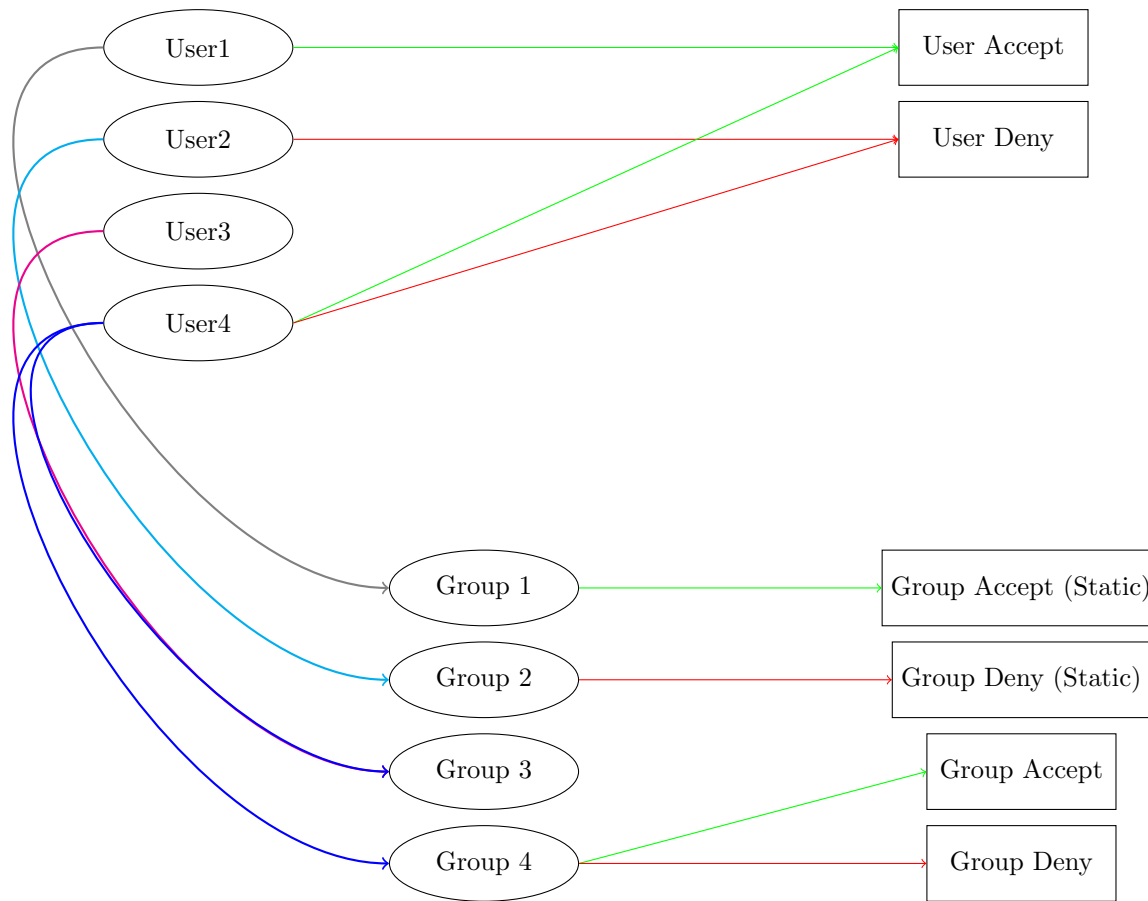 User1
User Accept
User2
User Deny
User3
User4
Group 1
Group Accept (Static)
Group 2
Group Deny (Static)
Group 3
Group Accept
Group 4
Group Deny